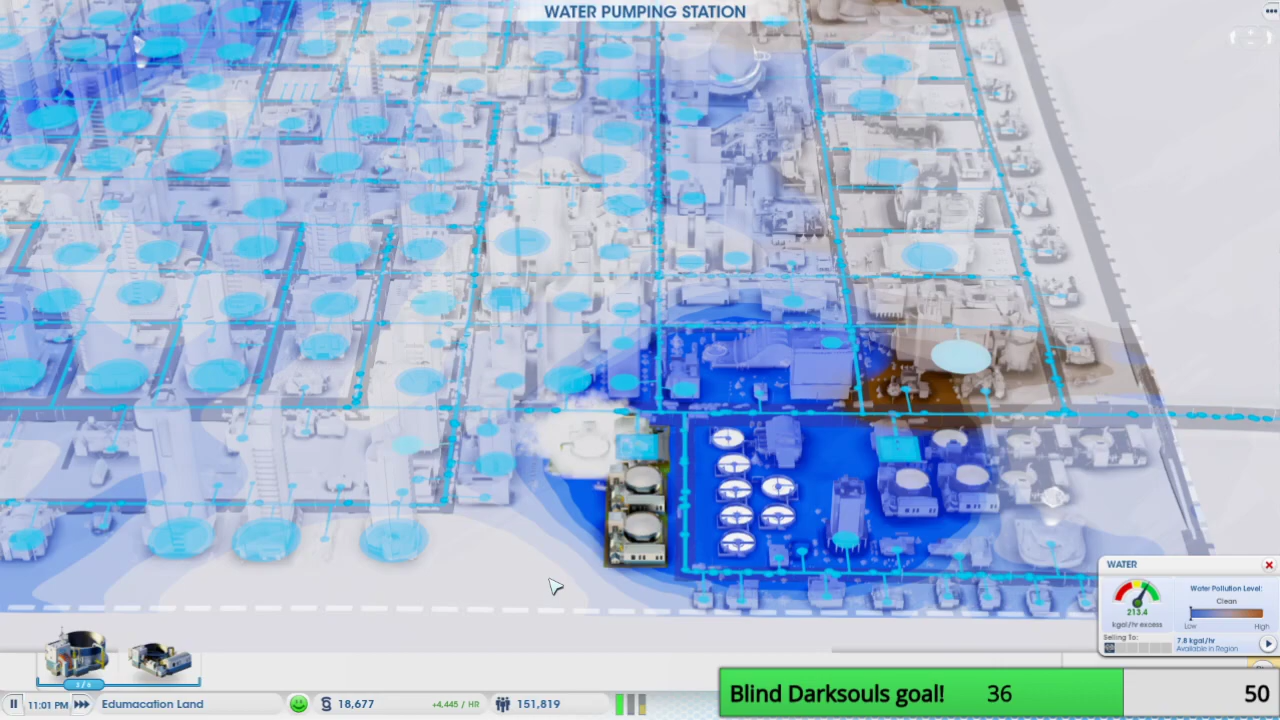 WATER PUMPING STATION
WATER
213.4
kgal/hr excess
Water Pollution Level:
Clean
Low High
Selling To:
7.8 kgal/hr
Available in Region
3 / 6
11:01 PM
Edumacation Land
18,677
+4,445 / HR
151,819
Blind Darksouls goal! 36 50